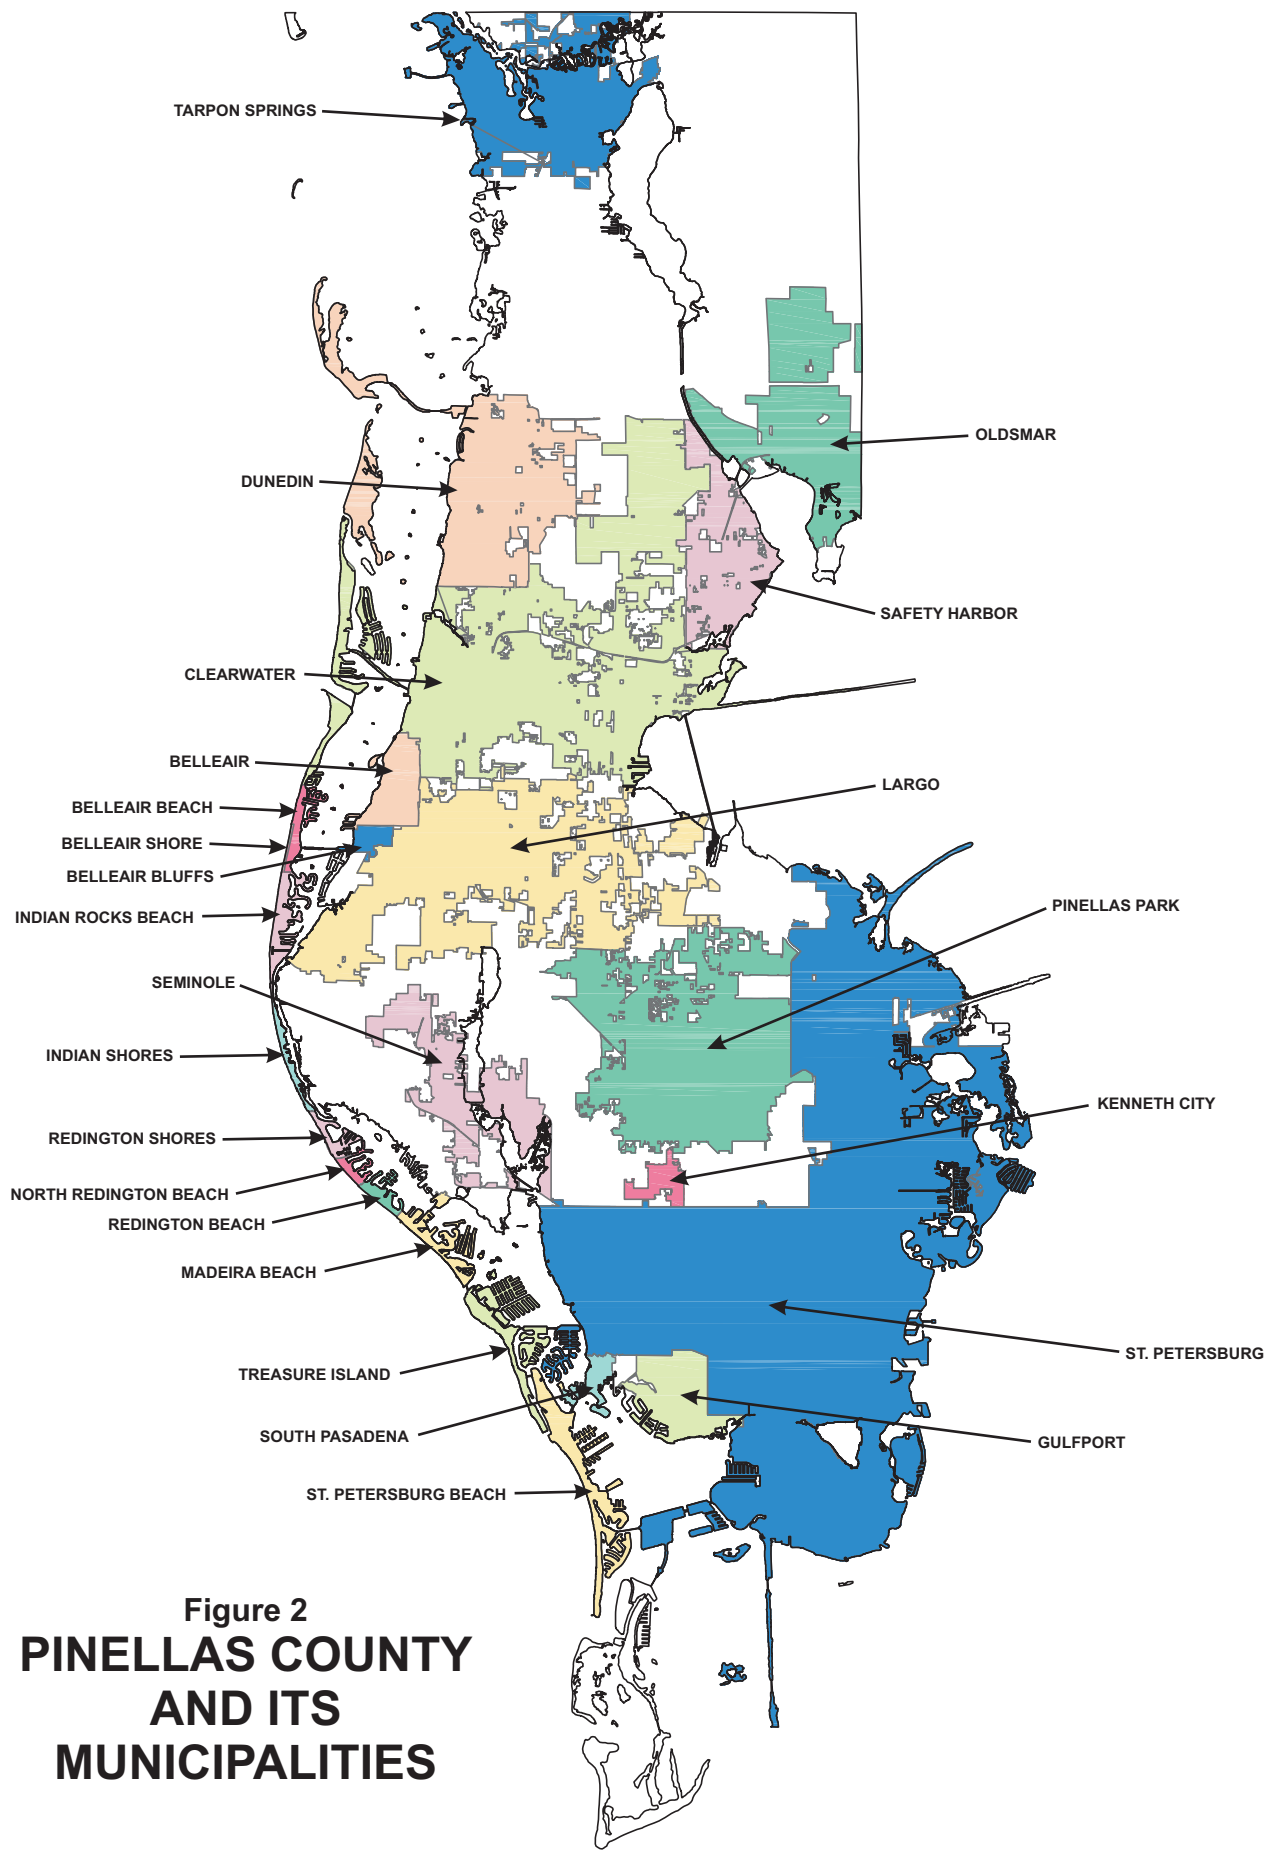 TARPON SPRINGS
OLDSMAR
DUNEDIN
SAFETY HARBOR
CLEARWATER
BELLEAIR
LARGO
BELLEAIR BEACH
BELLEAIR SHORE
BELLEAIR BLUFFS
PINELLAS PARK
INDIAN ROCKS BEACH
SEMINOLE
INDIAN SHORES
KENNETH CITY
REDINGTON SHORES
NORTH REDINGTON BEACH
REDINGTON BEACH
MADEIRA BEACH
ST. PETERSBURG
TREASURE ISLAND
SOUTH PASADENA
GULFPORT
ST. PETERSBURG BEACH
Figure 2
PINELLAS COUNTY
AND ITS
MUNICIPALITIES